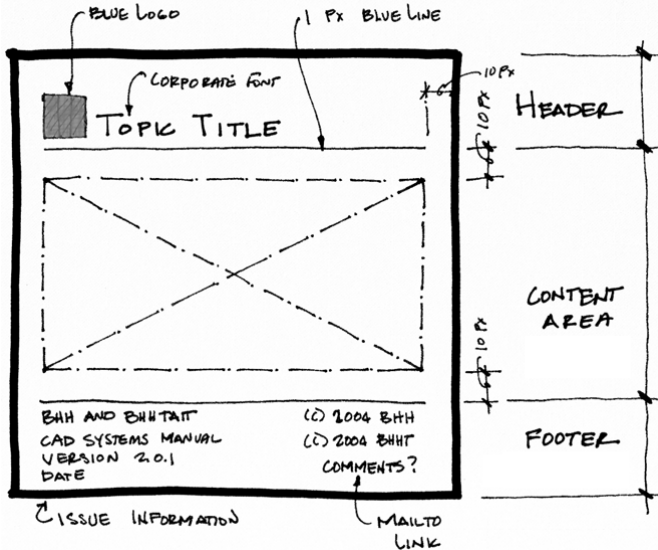 BLUE LOGO
1 PX BLUE LINE
CORPORATE FONT
10 PX
TOPIC TITLE
10 PX
HEADER
CONTENT
AREA
10 PX
BHH AND BHHTAIT
CAD SYSTEMS MANUAL
VERSION 2.0.1
DATE
(C) 2004 BHH
(C) 2004 BHHT
COMMENTS?
FOOTER
ISSUE INFORMATION
MAILTO
LINK